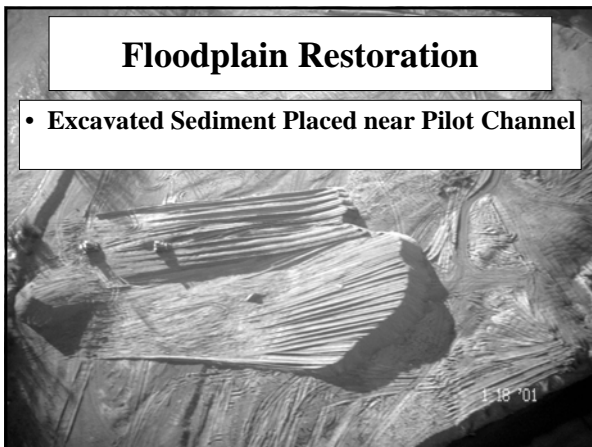 Floodplain Restoration
• Excavated Sediment Placed near Pilot Channel
1.18 '01